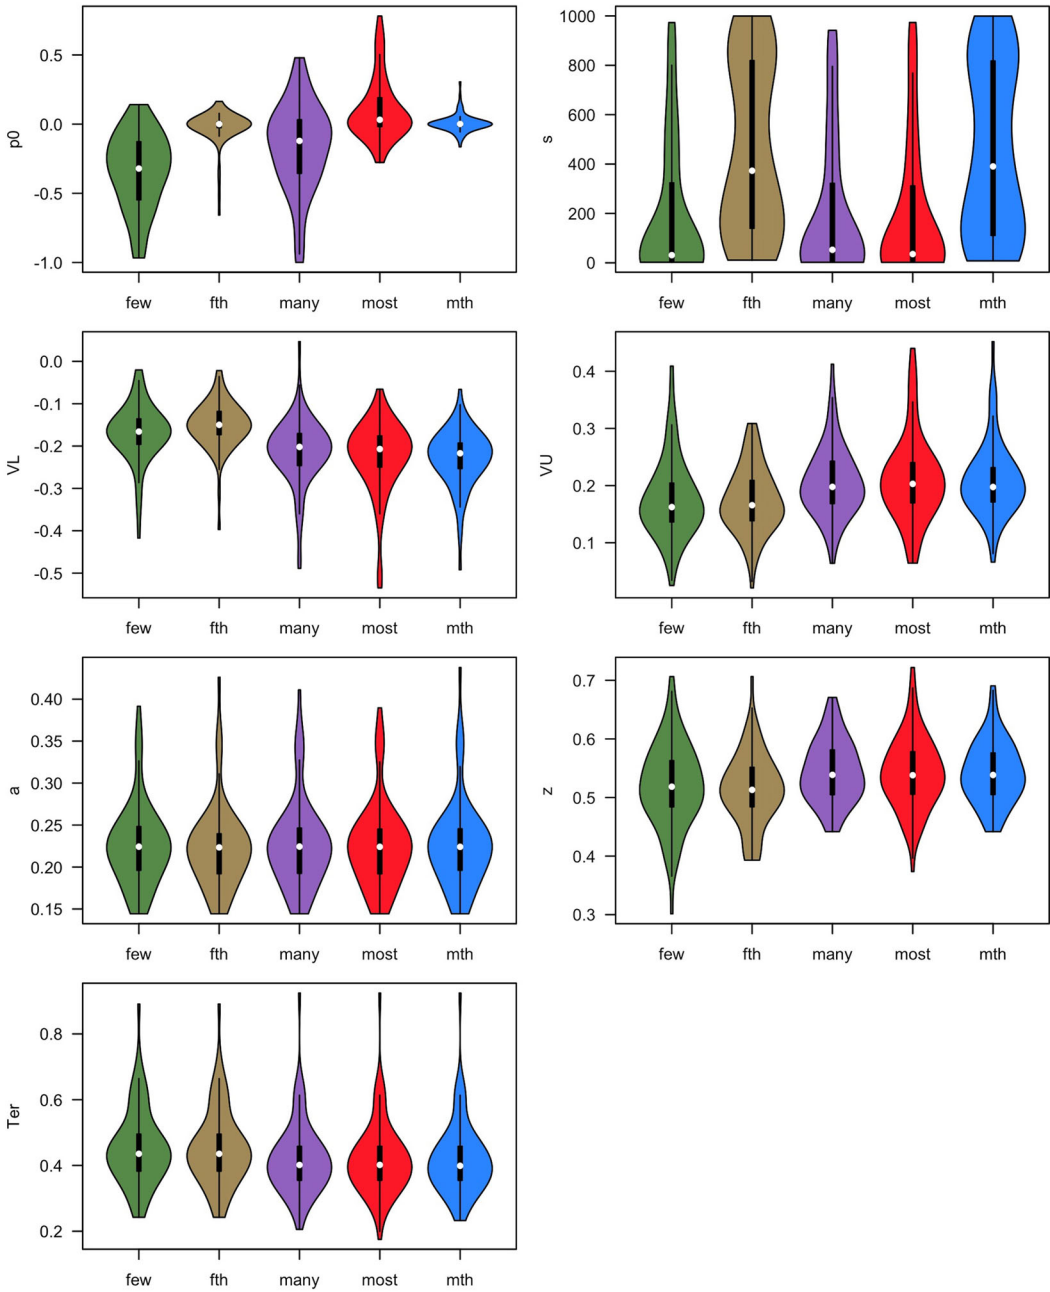 p0
0.5
0.0
-0.5
-1.0
few fth many most mth
s
1000
800
600
400
200
0
few fth many most mth
VL
0.0
-0.1
-0.2
-0.3
-0.4
-0.5
few fth many most mth
VU
0.4
0.3
0.2
0.1
few fth many most mth
a
0.40
0.35
0.30
0.25
0.20
0.15
few fth many most mth
z
0.7
0.6
0.5
0.4
0.3
few fth many most mth
Ter
0.8
0.6
0.4
0.2
few fth many most mth